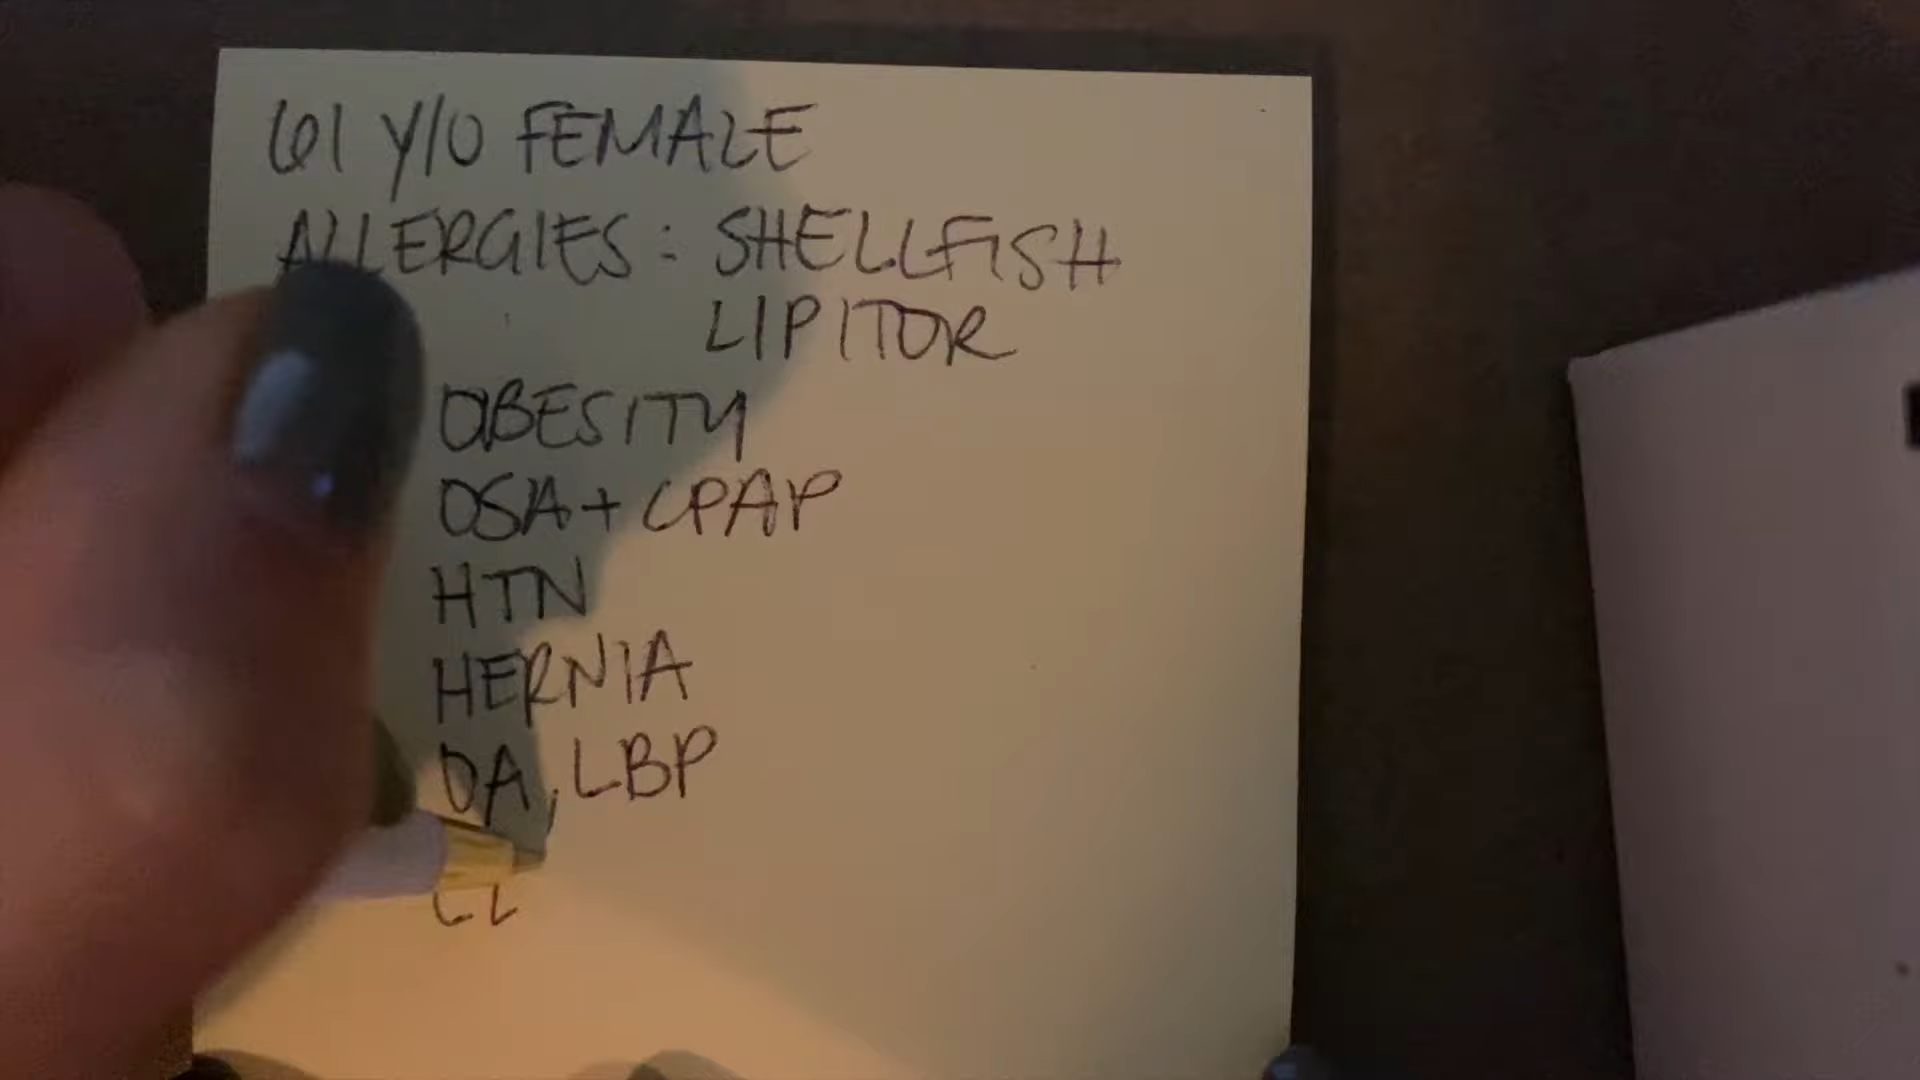 61 Y/O FEMALE
ALLERGIES: SHELLFISH
LIPITOR
OBESITY
OSA + CPAP
HTN
HERNIA
OA, LBP